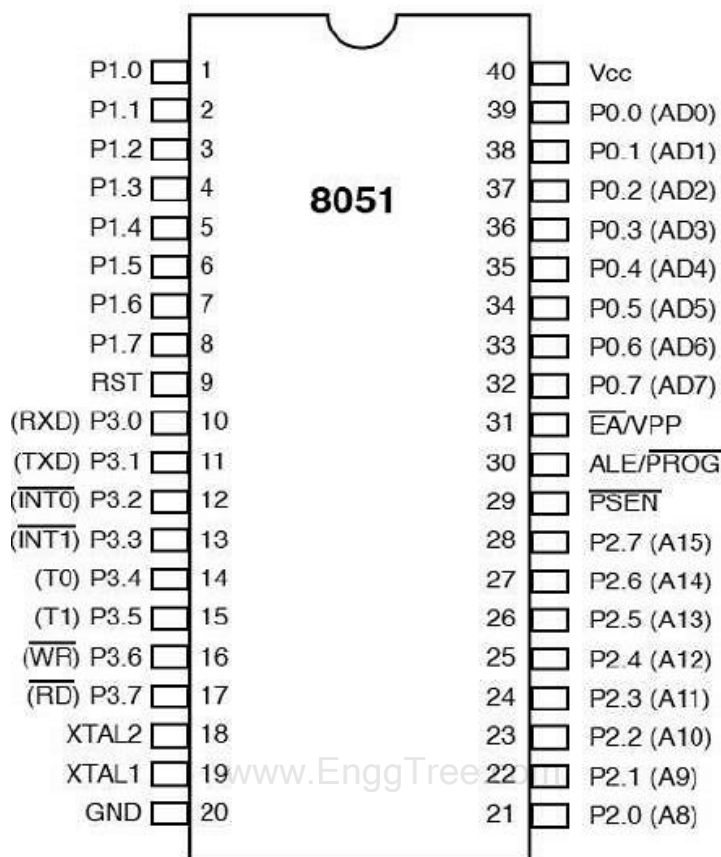 P1.0 1 40 Vcc
P1.1 2 39 P0.0 (AD0)
P1.2 3 38 P0.1 (AD1)
P1.3 4 8051 37 P0.2 (AD2)
P1.4 5 36 P0.3 (AD3)
P1.5 6 35 P0.4 (AD4)
P1.6 7 34 P0.5 (AD5)
P1.7 8 33 P0.6 (AD6)
RST 9 32 P0.7 (AD7)
(RXD) P3.0 10 31 E̅A̅/VPP
(TXD) P3.1 11 30 ALE/P̅R̅O̅G̅
(I̅N̅T̅0̅) P3.2 12 29 P̅S̅E̅N̅
(I̅N̅T̅1̅) P3.3 13 28 P2.7 (A15)
(T0) P3.4 14 27 P2.6 (A14)
(T1) P3.5 15 26 P2.5 (A13)
(W̅R̅) P3.6 16 25 P2.4 (A12)
(R̅D̅) P3.7 17 24 P2.3 (A11)
XTAL2 18 23 P2.2 (A10)
XTAL1 19 www.EnggTree.com 22 P2.1 (A9)
GND 20 21 P2.0 (A8)